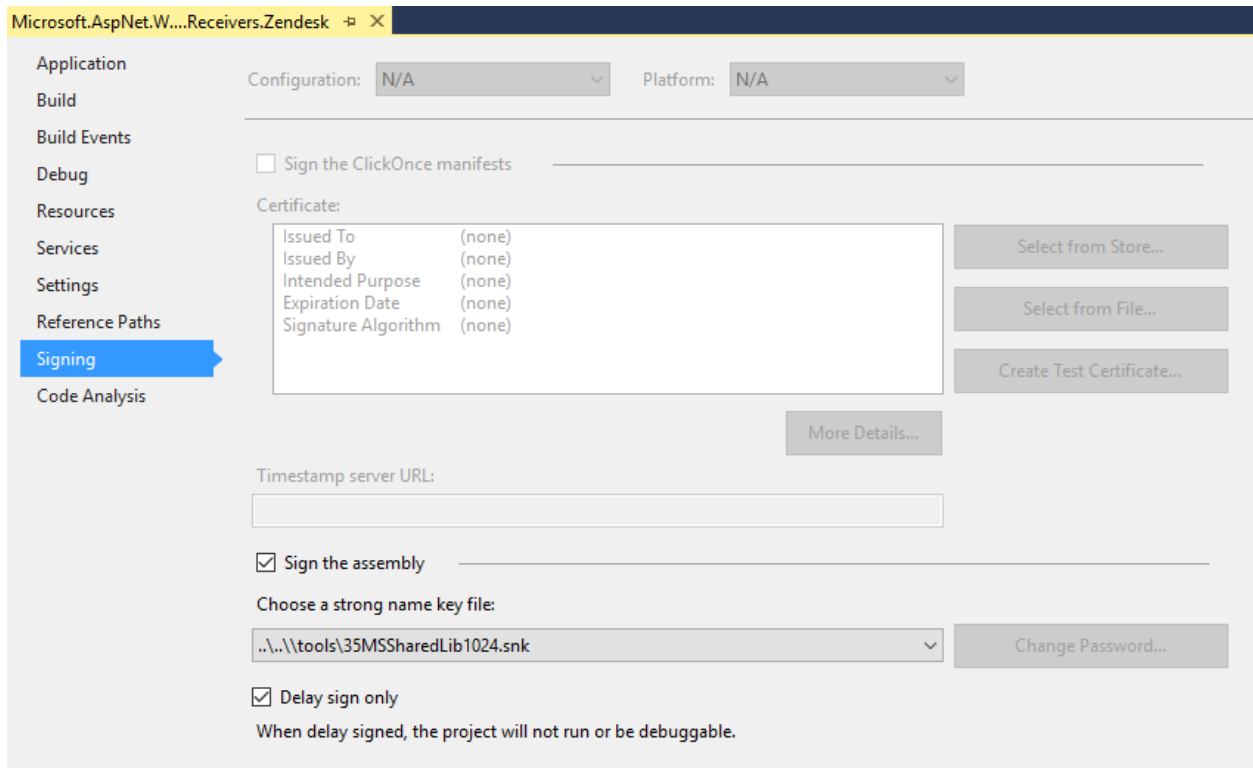 Microsoft.AspNet.W....Receivers.Zendesk
Application
Build
Build Events
Debug
Resources
Services
Settings
Reference Paths
Signing
Code Analysis
Configuration: N/A Platform: N/A
Sign the ClickOnce manifests
Certificate:
Issued To (none)
Issued By (none)
Intended Purpose (none)
Expiration Date (none)
Signature Algorithm (none)
Select from Store...
Select from File...
Create Test Certificate...
More Details...
Timestamp server URL:
Sign the assembly
Choose a strong name key file:
..\..\\tools\35MSSharedLib1024.snk
Change Password...
Delay sign only
When delay signed, the project will not run or be debuggable.